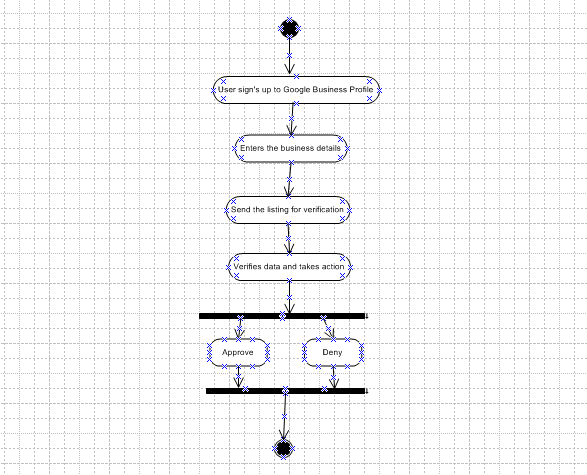 User sign's up to Google Business Profile
Enters the business details
Send the listing for verification
Verifies data and takes action
Approve
Deny